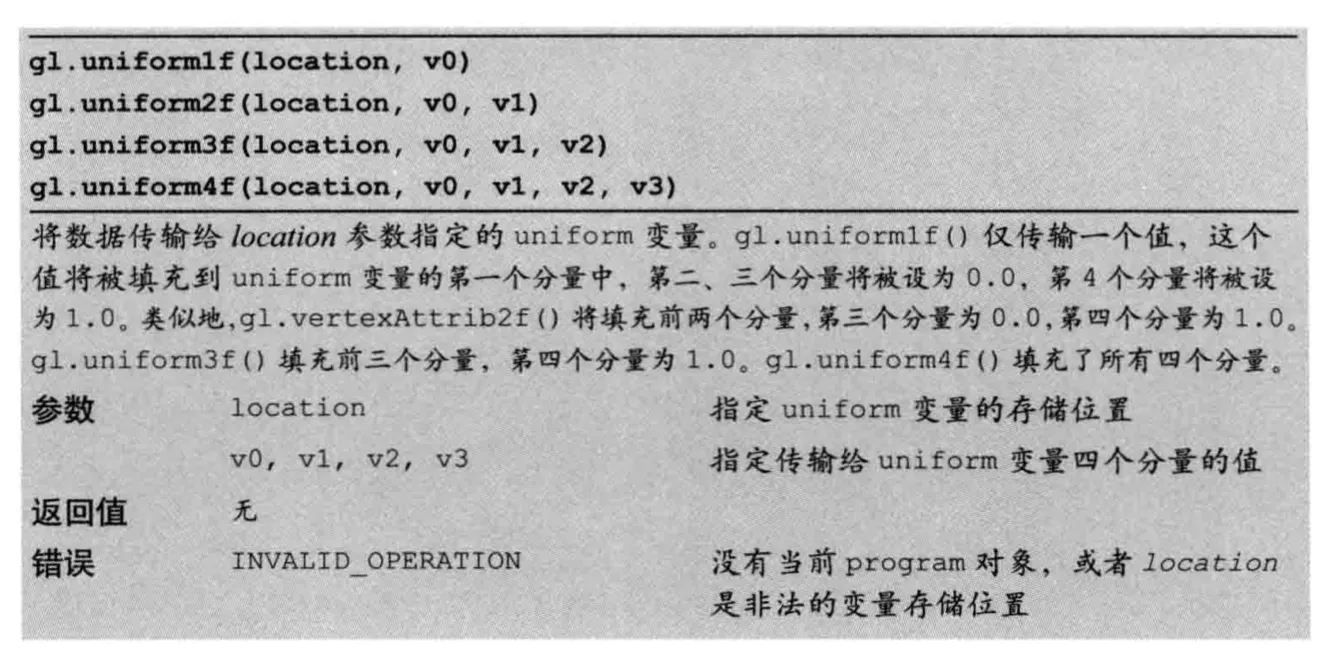 gl.uniform1f(location, v0)
gl.uniform2f(location, v0, v1)
gl.uniform3f(location, v0, v1, v2)
gl.uniform4f(location, v0, v1, v2, v3)
将数据传输给 location 参数指定的 uniform 变量。gl.uniform1f() 仅传输一个值，这个
值将被填充到 uniform 变量的第一个分量中，第二、三个分量将被设为 0.0，第 4 个分量将被设
为 1.0。类似地,gl.vertexAttrib2f() 将填充前两个分量,第三个分量为 0.0,第四个分量为 1.0。
gl.uniform3f() 填充前三个分量，第四个分量为 1.0。gl.uniform4f() 填充了所有四个分量。
参数 location 指定 uniform 变量的存储位置
v0, v1, v2, v3 指定传输给 uniform 变量四个分量的值
返回值 无
错误 INVALID_OPERATION 没有当前 program 对象，或者 location
是非法的变量存储位置